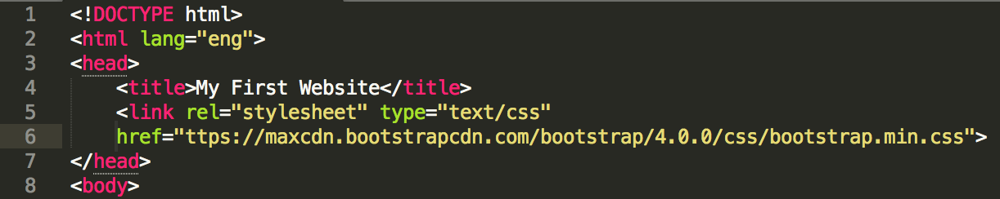 1 <!DOCTYPE html>
2 <html lang="eng">
3 <head>
4 <title>My First Website</title>
5 <link rel="stylesheet" type="text/css"
6 href="ttps://maxcdn.bootstrapcdn.com/bootstrap/4.0.0/css/bootstrap.min.css">
7 </head>
8 <body>